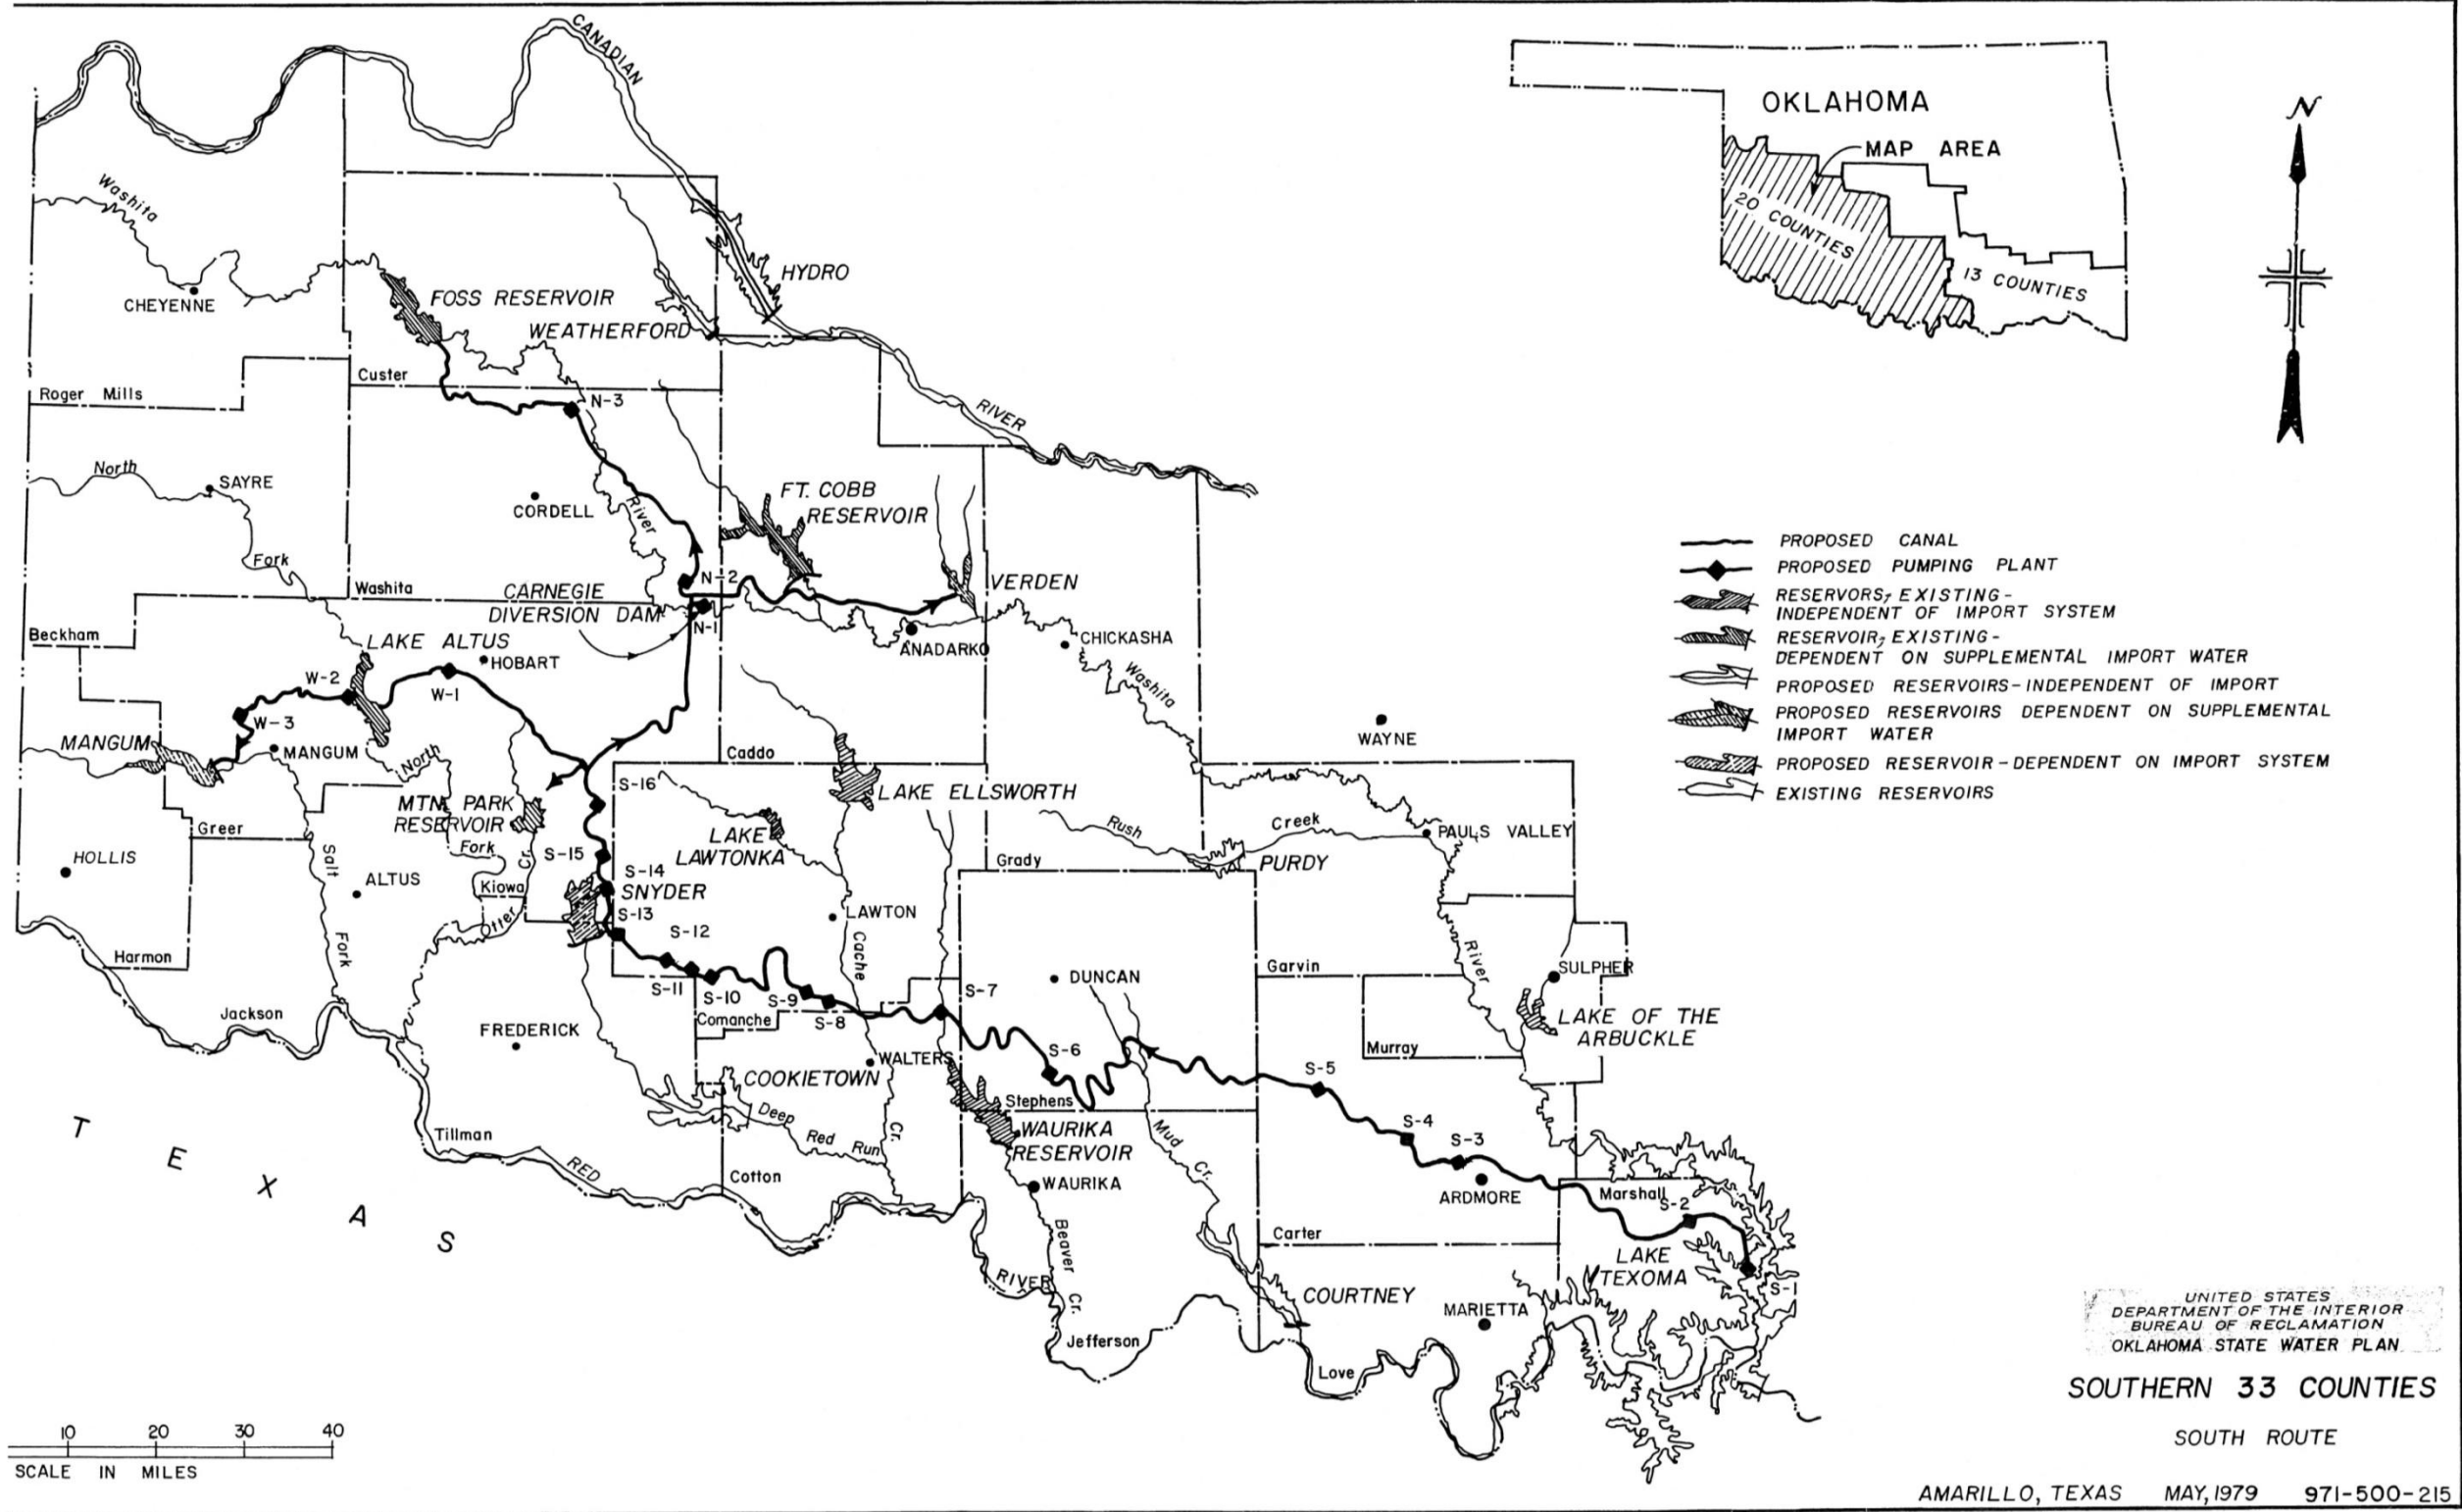 CANADIAN
OKLAHOMA
MAP AREA
20 COUNTIES
13 COUNTIES
N
Washita
CHEYENNE
HYDRO
FOSS RESERVOIR
WEATHERFORD
Custer
Roger Mills
N-3
RIVER
North
SAYRE
CORDELL
River
FT. COBB
RESERVOIR
Fork
N-2
CARNEGIE
DIVERSION DAM
N-1
Washita
VERDEN
ANADARKO
CHICKASHA
Washita
Beckham
LAKE ALTUS
HOBART
W-2
W-1
W-3
MANGUM
MANGUM
North
Caddo
WAYNE
PROPOSED CANAL
PROPOSED PUMPING PLANT
RESERVORS, EXISTING-
INDEPENDENT OF IMPORT SYSTEM
RESERVOIR, EXISTING-
DEPENDENT ON SUPPLEMENTAL IMPORT WATER
PROPOSED RESERVOIRS-INDEPENDENT OF IMPORT
PROPOSED RESERVOIRS DEPENDENT ON SUPPLEMENTAL
IMPORT WATER
PROPOSED RESERVOIR-DEPENDENT ON IMPORT SYSTEM
EXISTING RESERVOIRS
S-16
LAKE ELLSWORTH
MTN. PARK
RESERVOIR
Greer
LAKE
LAWTONKA
Rush
Creek
PAULS VALLEY
PURDY
Grady
HOLLIS
Salt
Fork
ALTUS
Fork
Kiowa
Otter
Cr.
S-15
S-14
SNYDER
S-13
S-12
LAWTON
Cache
Harmon
S-11
S-10
S-9
S-8
S-7
Comanche
DUNCAN
Garvin
River
SULPHER
LAKE OF THE
ARBUCKLE
Jackson
FREDERICK
WALTERS
S-6
Murray
S-5
COOKIETOWN
Stephens
Deep
Red Run
Cr.
WAURIKA
RESERVOIR
Mud
Cr.
S-4
S-3
Tillman
RED
Cotton
WAURIKA
ARDMORE
Marshall
S-2
T E X A S
Beaver
Cr.
Carter
LAKE
TEXOMA
S-1
RIVER
COURTNEY
MARIETTA
Jefferson
Love
UNITED STATES
DEPARTMENT OF THE INTERIOR
BUREAU OF RECLAMATION
OKLAHOMA STATE WATER PLAN
SOUTHERN 33 COUNTIES
SOUTH ROUTE
10 20 30 40
SCALE IN MILES
AMARILLO, TEXAS MAY, 1979 971-500-215